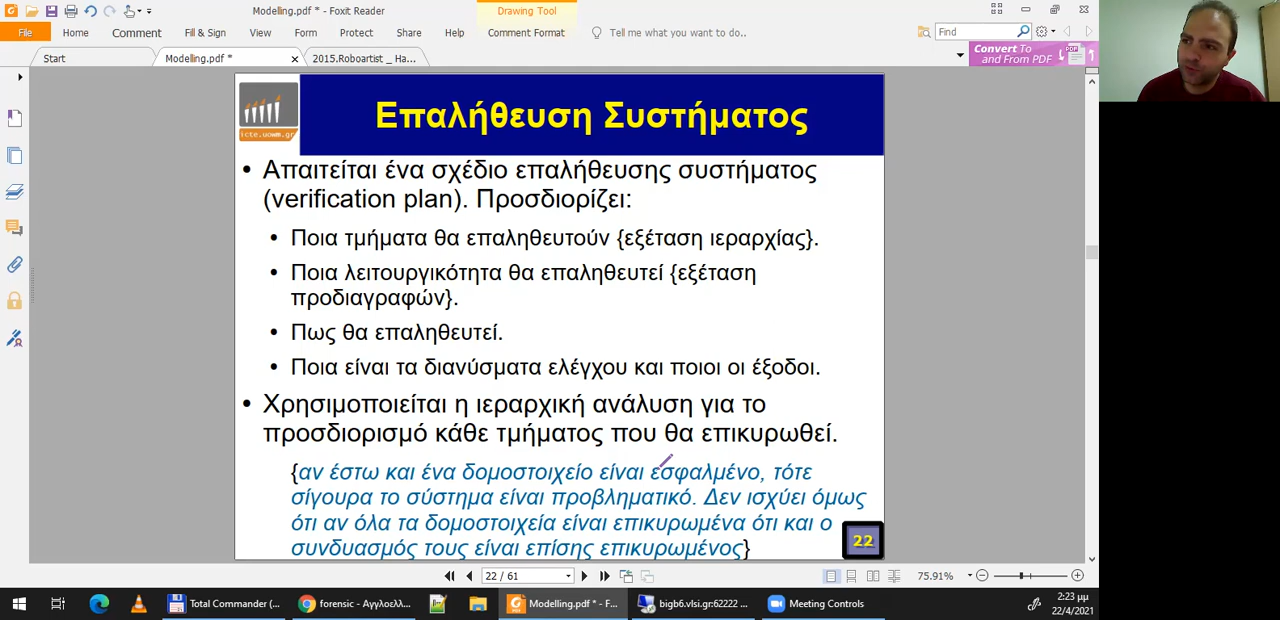 Modelling.pdf * - Foxit Reader
Drawing Tool
File
Home
Comment
Fill & Sign
View
Form
Protect
Share
Help
Comment Format
Tell me what you want to do..
Find
Start
Modelling.pdf *
2015.Roboartist _ Ha...
Convert To
and From PDF
PDF
icte.uowm.gr
Επαλήθευση Συστήματος
• Απαιτείται ένα σχέδιο επαλήθευσης συστήματος
(verification plan). Προσδιορίζει:
• Ποια τμήματα θα επαληθευτούν {εξέταση ιεραρχίας}.
• Ποια λειτουργικότητα θα επαληθευτεί {εξέταση
προδιαγραφών}.
• Πως θα επαληθευτεί.
• Ποια είναι τα διανύσματα ελέγχου και ποιοι οι έξοδοι.
• Χρησιμοποιείται η ιεραρχική ανάλυση για το
προσδιορισμό κάθε τμήματος που θα επικυρωθεί.
{αν έστω και ένα δομοστοιχείο είναι εσφαλμένο, τότε
σίγουρα το σύστημα είναι προβληματικό. Δεν ισχύει όμως
ότι αν όλα τα δομοστοιχεία είναι επικυρωμένα ότι και ο
συνδυασμός τους είναι επίσης επικυρωμένος}
22
22 / 61
75.91%
Total Commander (...
forensic - Αγγλοελλ...
Modelling.pdf * - F...
bigb6.vlsi.gr:62222 ...
Meeting Controls
2:23 μμ
22/4/2021